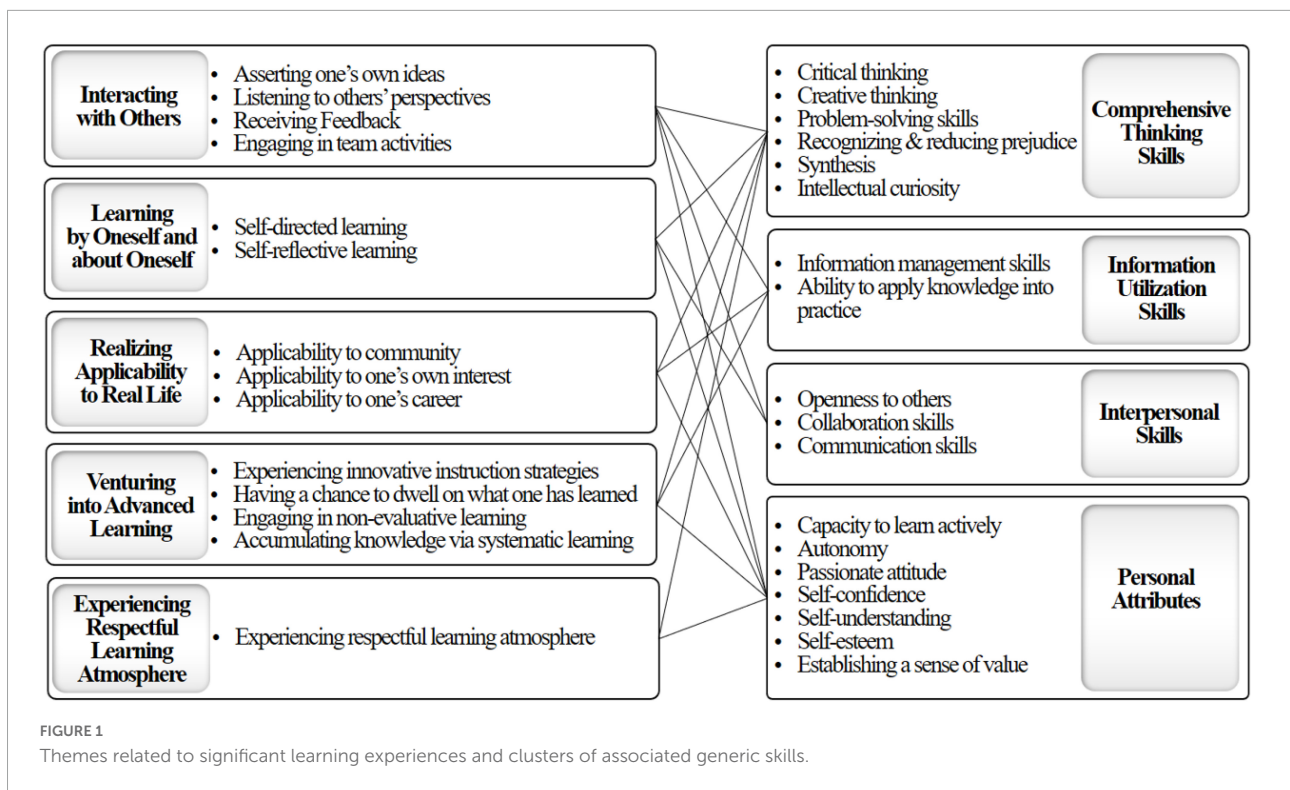 Interacting
with Others
• Asserting one's own ideas
• Listening to others' perspectives
• Receiving Feedback
• Engaging in team activities
Learning
by Oneself and
about Oneself
• Self-directed learning
• Self-reflective learning
Realizing
Applicability
to Real Life
• Applicability to community
• Applicability to one's own interest
• Applicability to one's career
Venturing
into Advanced
Learning
• Experiencing innovative instruction strategies
• Having a chance to dwell on what one has learned
• Engaging in non-evaluative learning
• Accumulating knowledge via systematic learning
Experiencing
Respectful
Learning
Atmosphere
• Experiencing respectful learning atmosphere
• Critical thinking
• Creative thinking
• Problem-solving skills
• Recognizing & reducing prejudice
• Synthesis
• Intellectual curiosity
Comprehensive
Thinking
Skills
• Information management skills
• Ability to apply knowledge into
practice
Information
Utilization
Skills
• Openness to others
• Collaboration skills
• Communication skills
Interpersonal
Skills
• Capacity to learn actively
• Autonomy
• Passionate attitude
• Self-confidence
• Self-understanding
• Self-esteem
• Establishing a sense of value
Personal
Attributes
FIGURE 1
Themes related to significant learning experiences and clusters of associated generic skills.